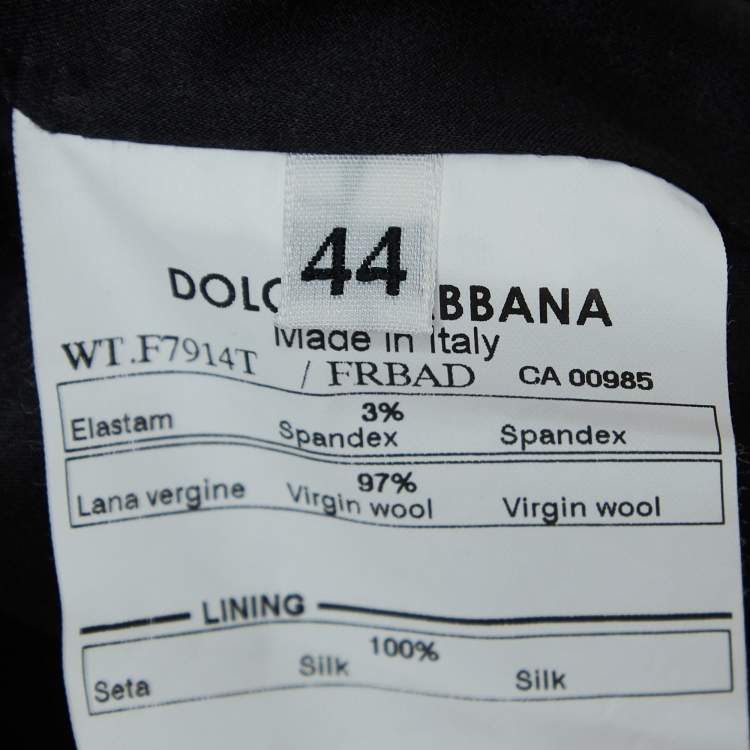 44
DOLC ABBANA
Made in Italy
WT.F7914T / FRBAD CA 00985
3%
Elastam Spandex Spandex
97%
Lana vergine Virgin wool Virgin wool
LINING
100%
Seta Silk Silk